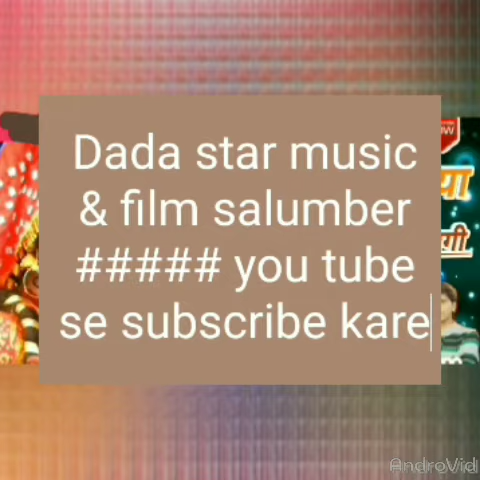 Dada star music
& film salumber
##### you tube
se subscribe kare
AndroVid